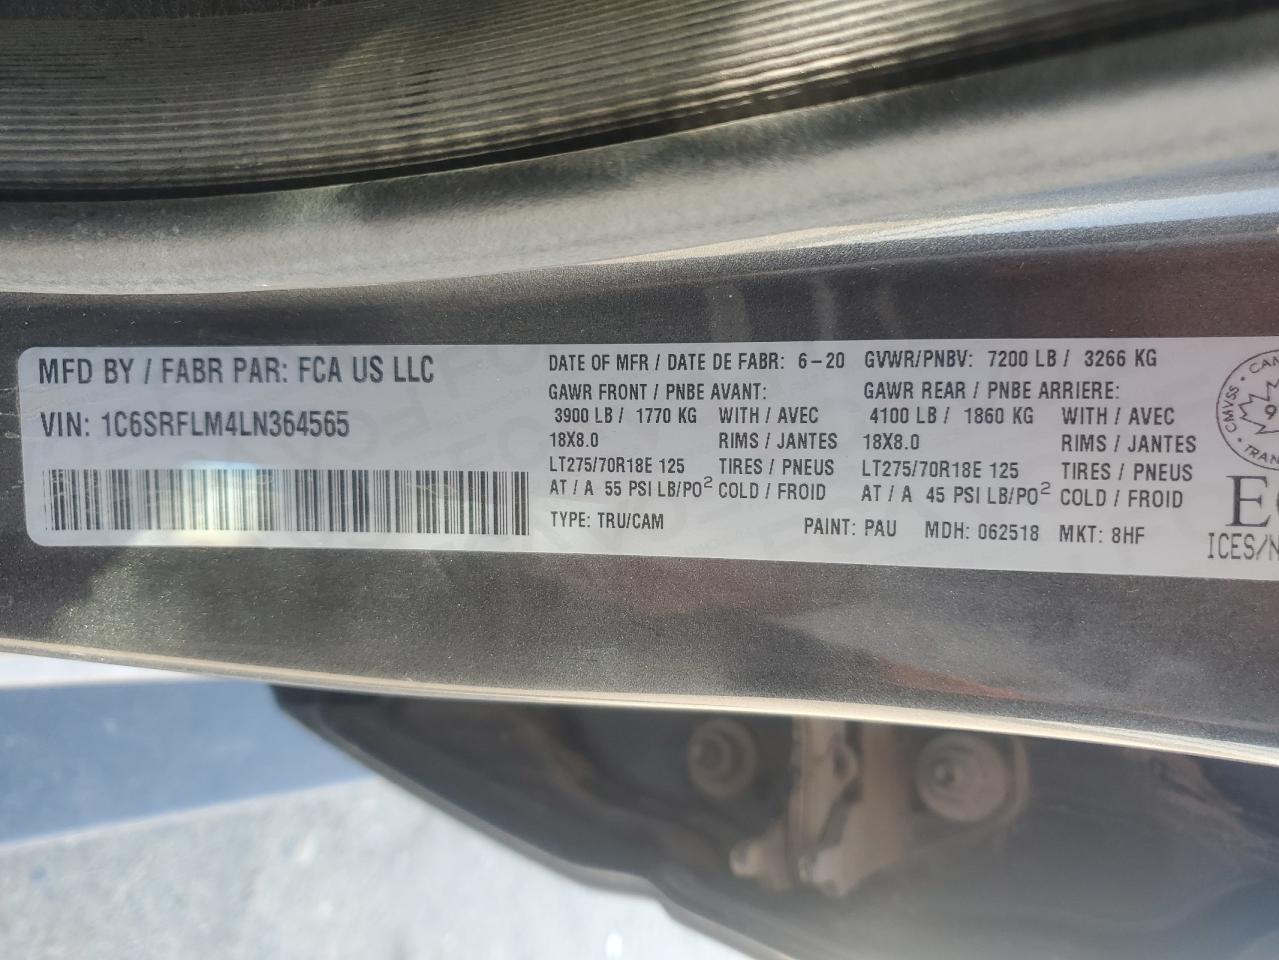 MFD BY / FABR PAR: FCA US LLC
VIN: 1C6SRFLM4LN364565
DATE OF MFR / DATE DE FABR: 6-20 GVWR/PNBV: 7200 LB / 3266 KG
GAWR FRONT / PNBE AVANT: GAWR REAR / PNBE ARRIERE:
3900 LB / 1770 KG WITH / AVEC 4100 LB / 1860 KG WITH / AVEC
18X8.0 RIMS / JANTES 18X8.0 RIMS / JANTES
LT275/70R18E 125 TIRES / PNEUS LT275/70R18E 125 TIRES / PNEUS
AT / A 55 PSI LB/PO² COLD / FROID AT / A 45 PSI LB/PO² COLD / FROID
TYPE: TRU/CAM PAINT: PAU MDH: 062518 MKT: 8HF
CMVSS
ICES/N